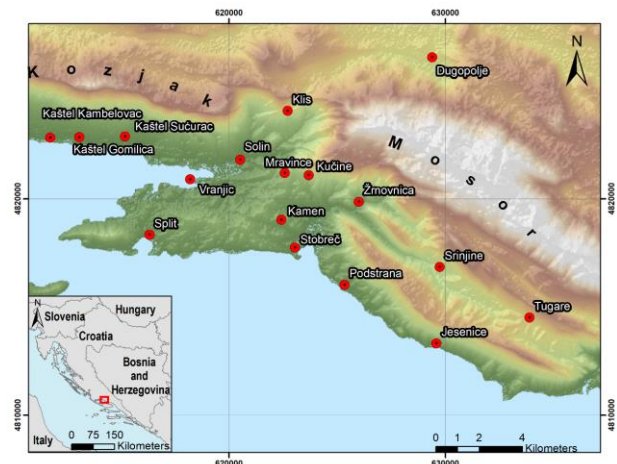 620000 630000
N
Kozjak
Dugopolje
Klis
Kaštel Kambelovac
Kaštel Sućurac
Kaštel Gomilica
Solin
Mravince
Kučine
Mosor
Vranjic
Žrnovnica
4820000 4820000
Kamen
Split
Stobreč
Srinjine
Podstrana
Tugare
Jesenice
N
Hungary
Slovenia
Croatia
Bosnia
and
Herzegovina
Italy
0 75 150
Kilometers
4810000 4810000
0 1 2 4
Kilometers
620000 630000